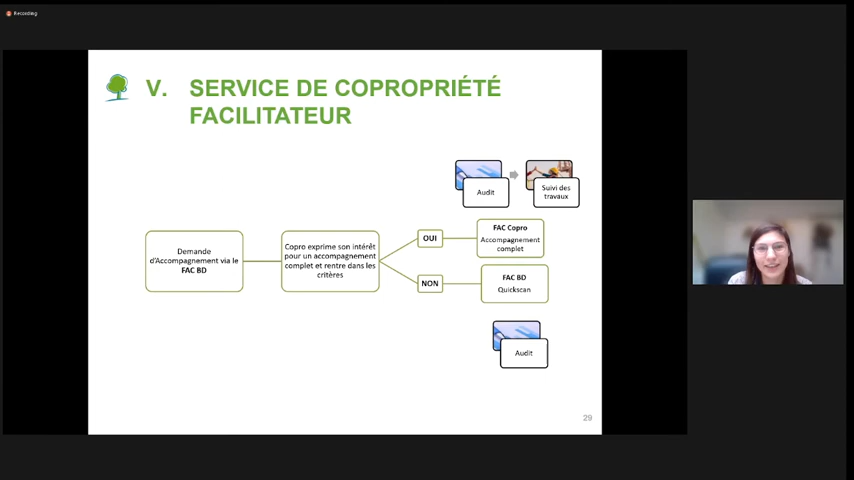 Recording
V. SERVICE DE COPROPRIÉTÉ
FACILITATEUR
Audit
Suivi des
travaux
Demande
d'Accompagnement via le
FAC BD
Copro exprime son intérêt
pour un accompagnement
complet et rentre dans les
critères
OUI
FAC Copro
Accompagnement
complet
NON
FAC BD
Quickscan
Audit
29